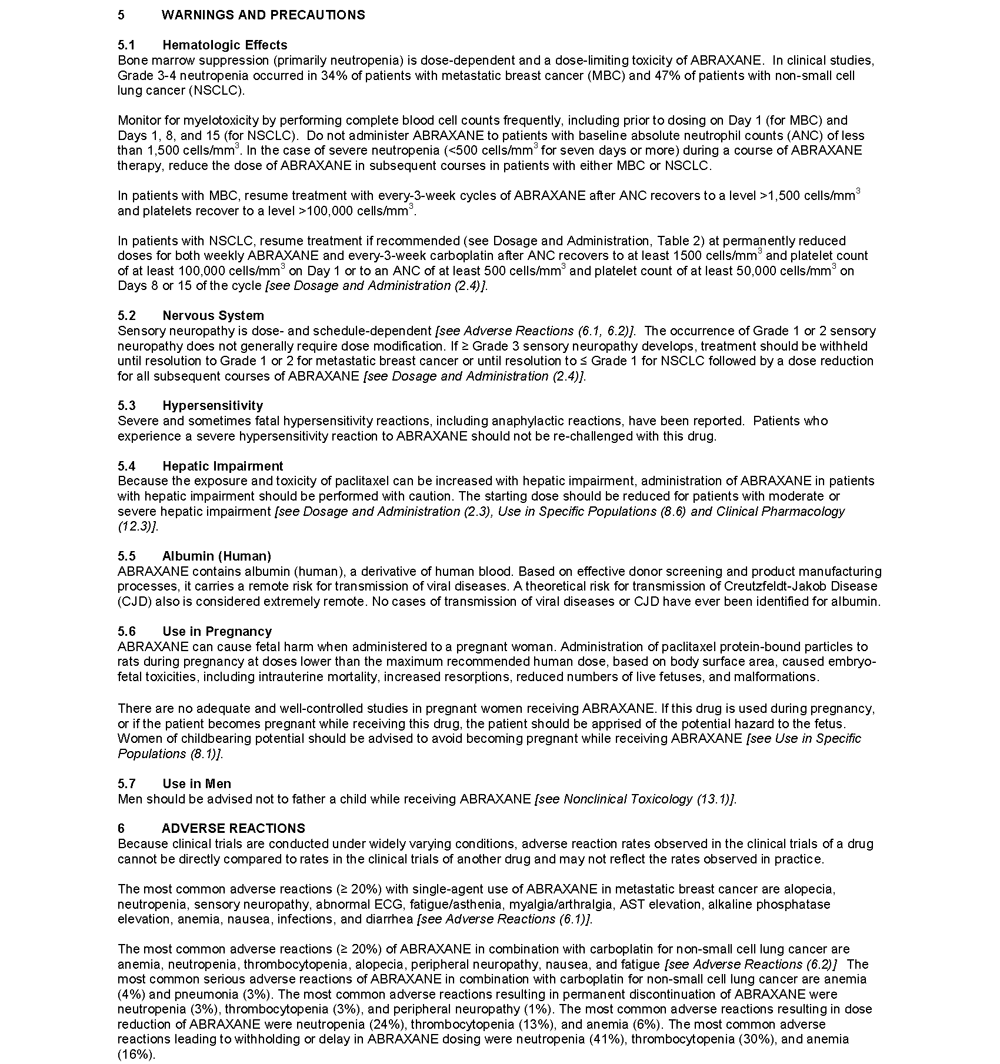 5 WARNINGS AND PRECAUTIONS
5.1 Hematologic Effects
Bone marrow suppression (primarily neutropenia) is dose-dependent and a dose-limiting toxicity of ABRAXANE. In clinical studies,
Grade 3-4 neutropenia occurred in 34% of patients with metastatic breast cancer (MBC) and 47% of patients with non-small cell
lung cancer (NSCLC).
Monitor for myelotoxicity by performing complete blood cell counts frequently, including prior to dosing on Day 1 (for MBC) and
Days 1, 8, and 15 (for NSCLC). Do not administer ABRAXANE to patients with baseline absolute neutrophil counts (ANC) of less
than 1,500 cells/mm³. In the case of severe neutropenia (<500 cells/mm³ for seven days or more) during a course of ABRAXANE
therapy, reduce the dose of ABRAXANE in subsequent courses in patients with either MBC or NSCLC.
In patients with MBC, resume treatment with every-3-week cycles of ABRAXANE after ANC recovers to a level >1,500 cells/mm³
and platelets recover to a level >100,000 cells/mm³.
In patients with NSCLC, resume treatment if recommended (see Dosage and Administration, Table 2) at permanently reduced
doses for both weekly ABRAXANE and every-3-week carboplatin after ANC recovers to at least 1500 cells/mm³ and platelet count
of at least 100,000 cells/mm³ on Day 1 or to an ANC of at least 500 cells/mm³ and platelet count of at least 50,000 cells/mm³ on
Days 8 or 15 of the cycle [see Dosage and Administration (2.4)].
5.2 Nervous System
Sensory neuropathy is dose- and schedule-dependent [see Adverse Reactions (6.1, 6.2)]. The occurrence of Grade 1 or 2 sensory
neuropathy does not generally require dose modification. If ≥ Grade 3 sensory neuropathy develops, treatment should be withheld
until resolution to Grade 1 or 2 for metastatic breast cancer or until resolution to ≤ Grade 1 for NSCLC followed by a dose reduction
for all subsequent courses of ABRAXANE [see Dosage and Administration (2.4)].
5.3 Hypersensitivity
Severe and sometimes fatal hypersensitivity reactions, including anaphylactic reactions, have been reported. Patients who
experience a severe hypersensitivity reaction to ABRAXANE should not be re-challenged with this drug.
5.4 Hepatic Impairment
Because the exposure and toxicity of paclitaxel can be increased with hepatic impairment, administration of ABRAXANE in patients
with hepatic impairment should be performed with caution. The starting dose should be reduced for patients with moderate or
severe hepatic impairment [see Dosage and Administration (2.3), Use in Specific Populations (8.6) and Clinical Pharmacology
(12.3)].
5.5 Albumin (Human)
ABRAXANE contains albumin (human), a derivative of human blood. Based on effective donor screening and product manufacturing
processes, it carries a remote risk for transmission of viral diseases. A theoretical risk for transmission of Creutzfeldt-Jakob Disease
(CJD) also is considered extremely remote. No cases of transmission of viral diseases or CJD have ever been identified for albumin.
5.6 Use in Pregnancy
ABRAXANE can cause fetal harm when administered to a pregnant woman. Administration of paclitaxel protein-bound particles to
rats during pregnancy at doses lower than the maximum recommended human dose, based on body surface area, caused embryo-
fetal toxicities, including intrauterine mortality, increased resorptions, reduced numbers of live fetuses, and malformations.
There are no adequate and well-controlled studies in pregnant women receiving ABRAXANE. If this drug is used during pregnancy,
or if the patient becomes pregnant while receiving this drug, the patient should be apprised of the potential hazard to the fetus.
Women of childbearing potential should be advised to avoid becoming pregnant while receiving ABRAXANE [see Use in Specific
Populations (8.1)].
5.7 Use in Men
Men should be advised not to father a child while receiving ABRAXANE [see Nonclinical Toxicology (13.1)].
6 ADVERSE REACTIONS
Because clinical trials are conducted under widely varying conditions, adverse reaction rates observed in the clinical trials of a drug
cannot be directly compared to rates in the clinical trials of another drug and may not reflect the rates observed in practice.
The most common adverse reactions (≥ 20%) with single-agent use of ABRAXANE in metastatic breast cancer are alopecia,
neutropenia, sensory neuropathy, abnormal ECG, fatigue/asthenia, myalgia/arthralgia, AST elevation, alkaline phosphatase
elevation, anemia, nausea, infections, and diarrhea [see Adverse Reactions (6.1)].
The most common adverse reactions (≥ 20%) of ABRAXANE in combination with carboplatin for non-small cell lung cancer are
anemia, neutropenia, thrombocytopenia, alopecia, peripheral neuropathy, nausea, and fatigue [see Adverse Reactions (6.2)] The
most common serious adverse reactions of ABRAXANE in combination with carboplatin for non-small cell lung cancer are anemia
(4%) and pneumonia (3%). The most common adverse reactions resulting in permanent discontinuation of ABRAXANE were
neutropenia (3%), thrombocytopenia (3%), and peripheral neuropathy (1%). The most common adverse reactions resulting in dose
reduction of ABRAXANE were neutropenia (24%), thrombocytopenia (13%), and anemia (6%). The most common adverse
reactions leading to withholding or delay in ABRAXANE dosing were neutropenia (41%), thrombocytopenia (30%), and anemia
(16%).